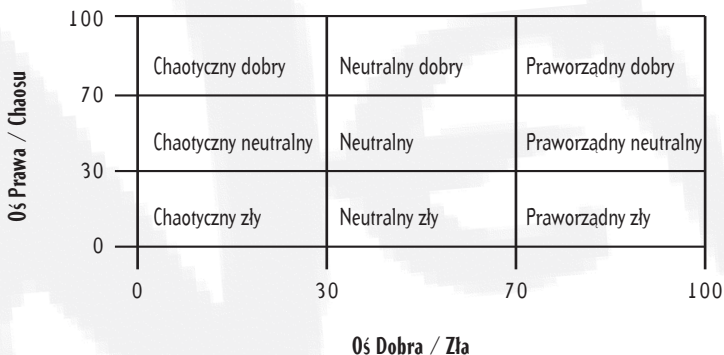 100
Chaotyczny dobry Neutralny dobry Praworządny dobry
70
Chaotyczny neutralny Neutralny Praworządny neutralny
30
Chaotyczny zły Neutralny zły Praworządny zły
0
0 30 70 100
Oś Prawa / Chaosu
Oś Dobra / Zła